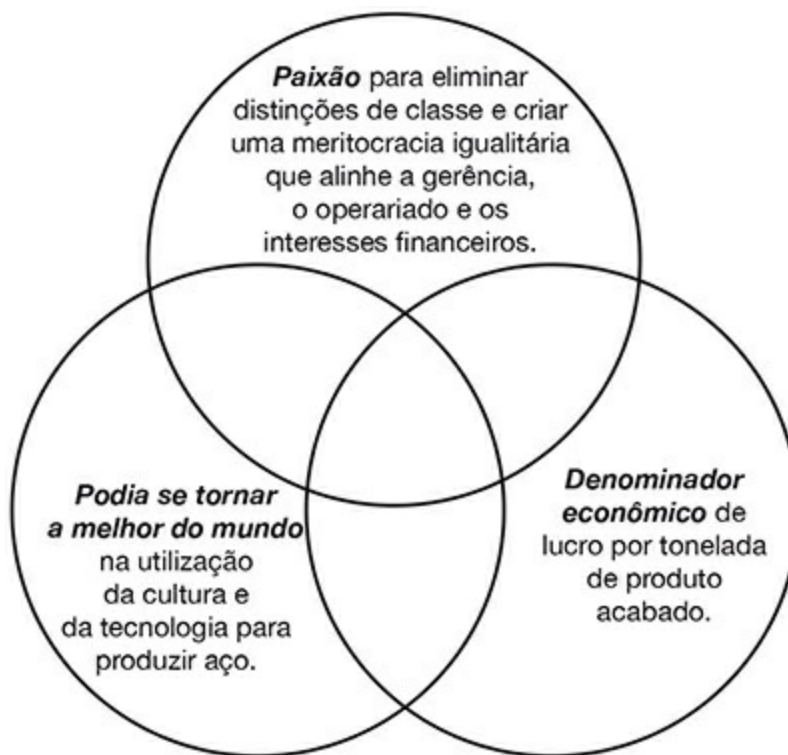 Paixão para eliminar
distinções de classe e criar
uma meritocracia igualitária
que alinhe a gerência,
o operariado e os
interesses financeiros.
Podia se tornar
a melhor do mundo
na utilização
da cultura e
da tecnologia para
produzir aço.
Denominador
econômico de
lucro por tonelada
de produto
acabado.